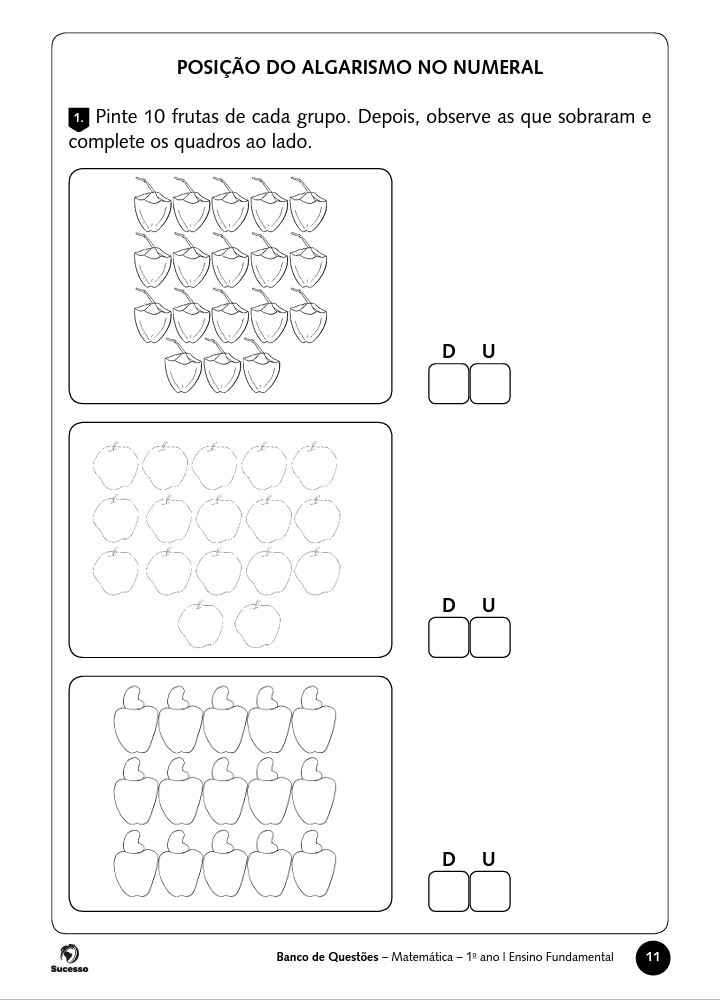 POSIÇÃO DO ALGARISMO NO NUMERAL
1. Pinte 10 frutas de cada grupo. Depois, observe as que sobraram e
complete os quadros ao lado.
D U
D U
D U
Sucesso
Banco de Questões – Matemática – 1º ano I Ensino Fundamental
11